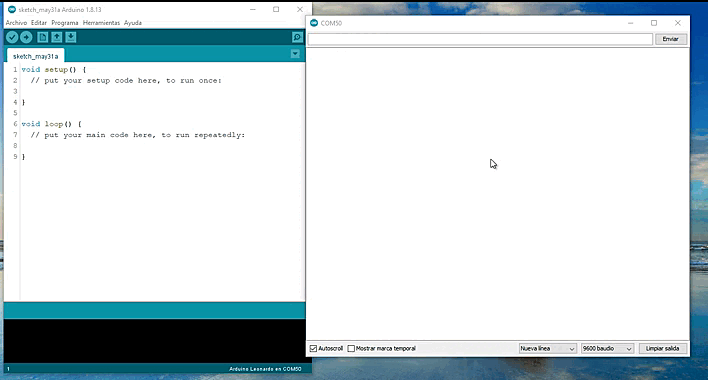 sketch_may31a Arduino 1.8.13
Archivo Editar Programa Herramientas Ayuda
sketch_may31a
1 void setup() {
2 // put your setup code here, to run once:
3
4 }
5
6 void loop() {
7 // put your main code here, to run repeatedly:
8
9 }
1
Arduino Leonardo en COM50
COM50
Enviar
Autoscroll
Mostrar marca temporal
Nueva línea
9600 baudio
Limpiar salida